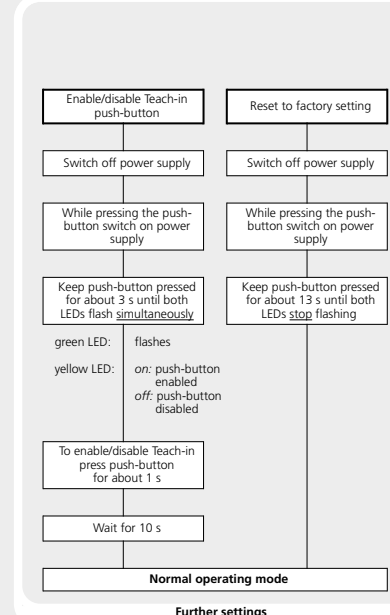 Enable/disable Teach-in
push-button
Switch off power supply
While pressing the push-
button switch on power
supply
Keep push-button pressed
for about 3 s until both
LEDs flash simultaneously
green LED: flashes
yellow LED: on: push-button
enabled
off: push-button
disabled
To enable/disable Teach-in
press push-button
for about 1 s
Wait for 10 s
Reset to factory setting
Switch off power supply
While pressing the push-
button switch on power
supply
Keep push-button pressed
for about 13 s until both
LEDs stop flashing
Normal operating mode
Further settings